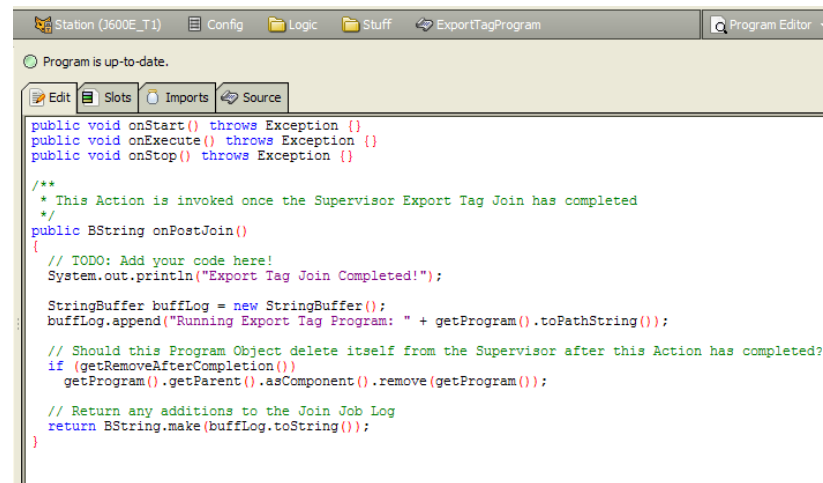 Station (J600E_T1) Config Logic Stuff ExportTagProgram Program Editor
Program is up-to-date.
Edit Slots Imports Source
public void onStart() throws Exception {}
public void onExecute() throws Exception {}
public void onStop() throws Exception {}
/**
* This Action is invoked once the Supervisor Export Tag Join has completed
*/
public BString onPostJoin()
{
// TODO: Add your code here!
System.out.println("Export Tag Join Completed!");
StringBuffer buffLog = new StringBuffer();
buffLog.append("Running Export Tag Program: " + getProgram().toPathString());
// Should this Program Object delete itself from the Supervisor after this Action has completed?
if (getRemoveAfterCompletion())
getProgram().getParent().asComponent().remove(getProgram());
// Return any additions to the Join Job Log
return BString.make(buffLog.toString());
}